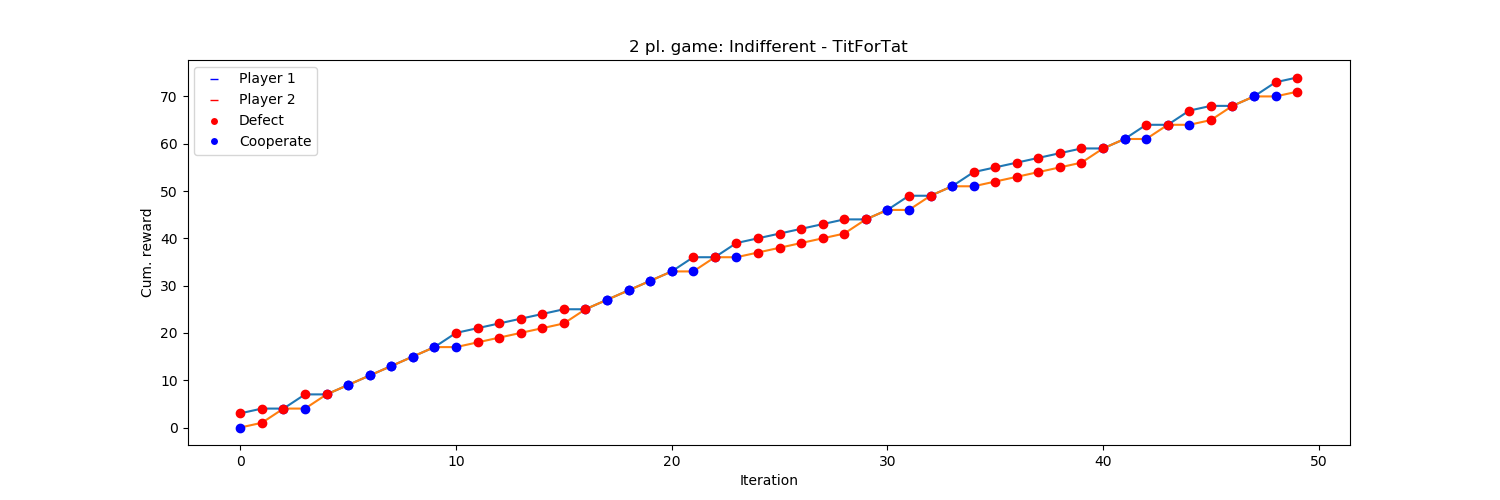 2 pl. game: Indifferent - TitForTat
Player 1
Player 2
Defect
Cooperate
Cum. reward
70
60
50
40
30
20
10
0
0 10 20 30 40 50
Iteration